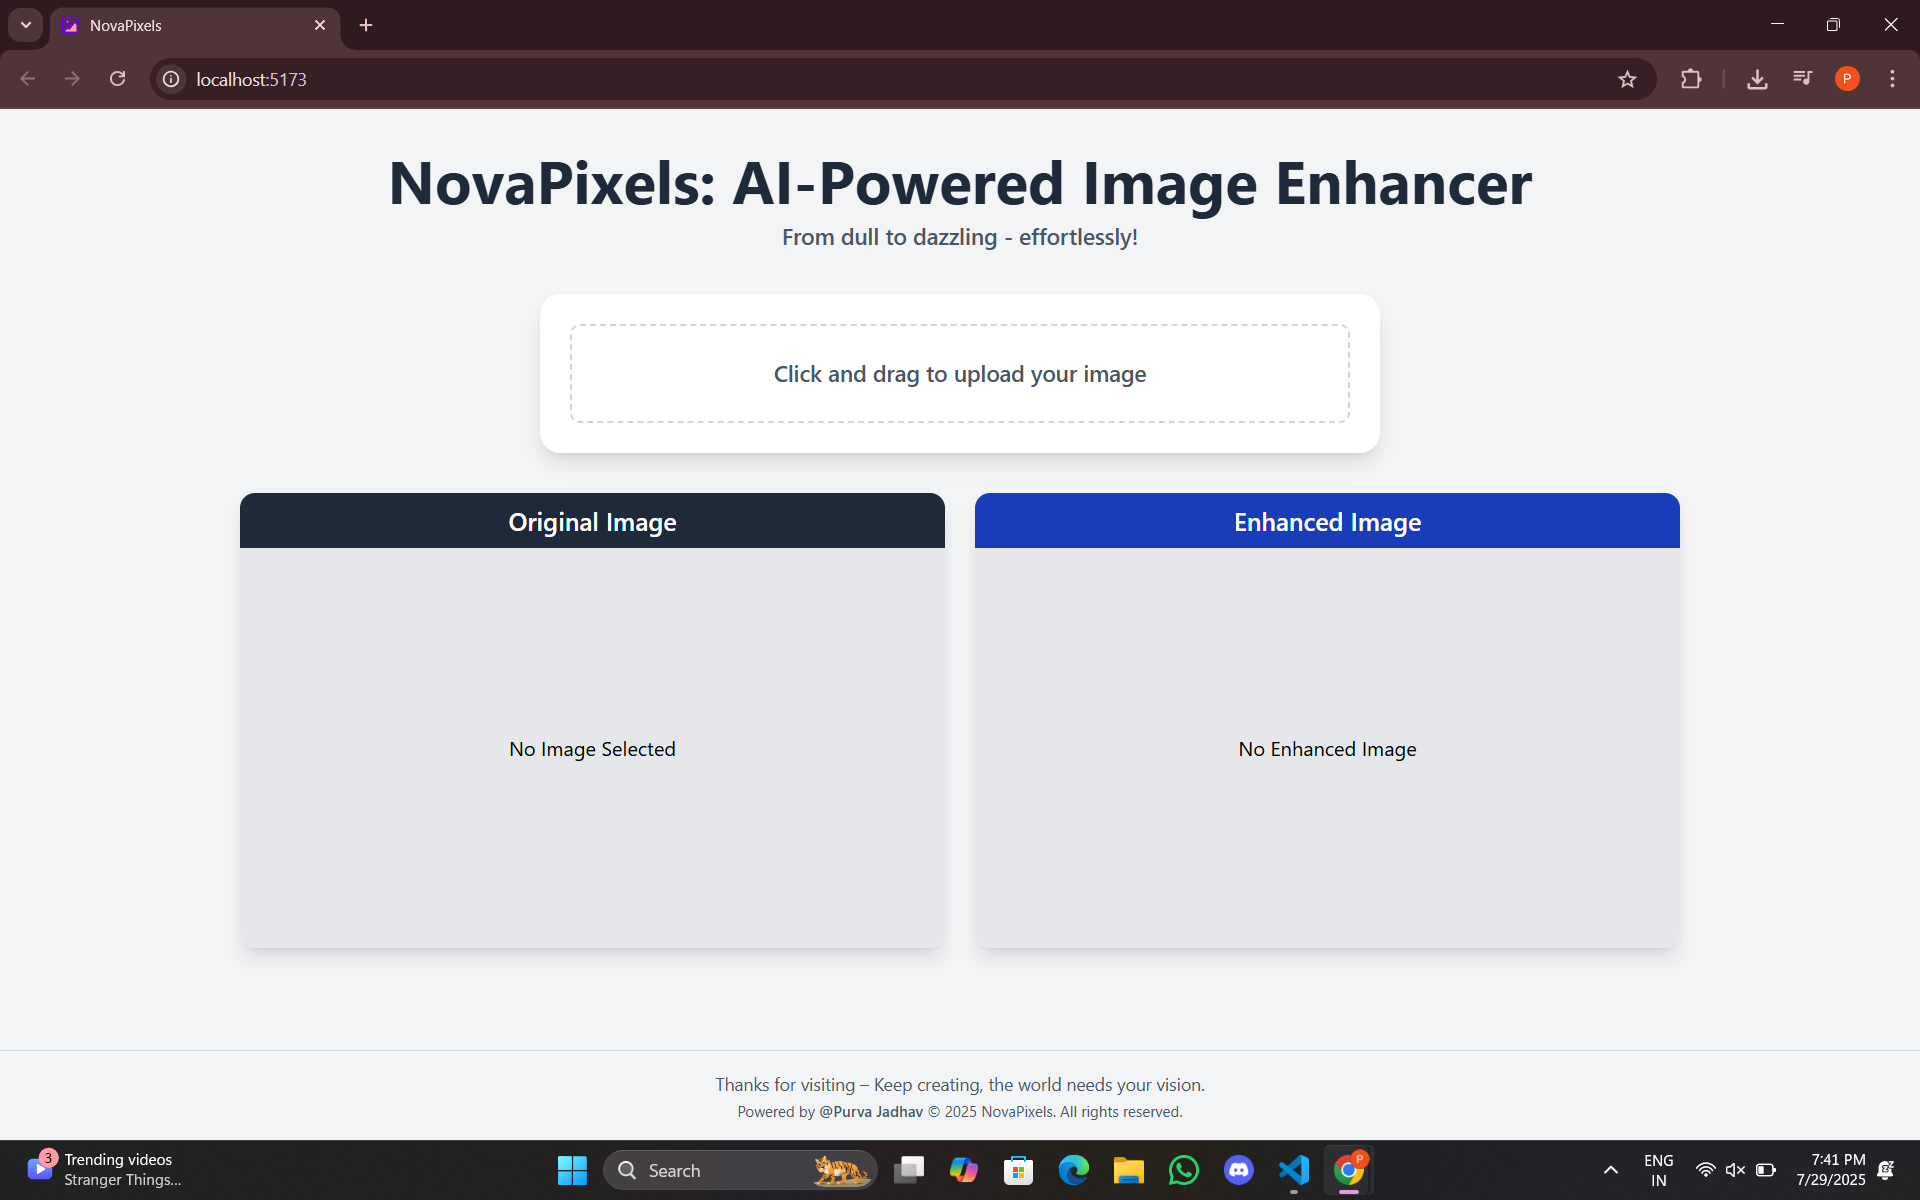 NovaPixels
localhost:5173
P
NovaPixels: AI-Powered Image Enhancer
From dull to dazzling - effortlessly!
Click and drag to upload your image
Original Image
Enhanced Image
No Image Selected
No Enhanced Image
Thanks for visiting – Keep creating, the world needs your vision.
Powered by @Purva Jadhav © 2025 NovaPixels. All rights reserved.
3
Trending videos
Stranger Things...
Search
P
ENG
IN
7:41 PM
7/29/2025